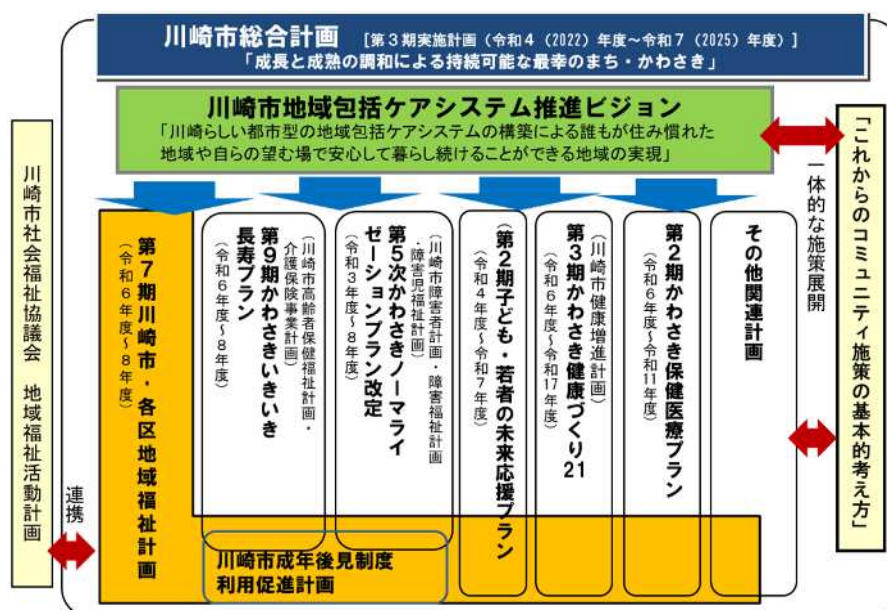 川崎市総合計画 [第3期実施計画（令和4（2022）年度～令和7（2025）年度）]
「成長と成熟の調和による持続可能な最幸のまち・かわさき」
川崎市地域包括ケアシステム推進ビジョン
「川崎らしい都市型の地域包括ケアシステムの構築による誰もが住み慣れた
地域や自らの望む場で安心して暮らし続けることができる地域の実現」
川崎市社会福祉協議会 地域福祉活動計画
連携
第7期川崎市・各区地域福祉計画
（令和6年度～8年度）
（川崎市高齢者保健福祉計画・
介護保険事業計画）
第9期かわさきいきいき
長寿プラン
（令和6年度～8年度）
（川崎市障害者計画・障害福祉計画
・障害児福祉計画）
第5次かわさきノーマライ
ゼーションプラン改定
（令和3年度～8年度）
第2期子ども・若者の未来応援プラン
（令和4年度～令和7年度）
（川崎市健康増進計画）
第3期かわさき健康づくり21
（令和6年度～令和17年度）
第2期かわさき保健医療プラン
（令和6年度～令和11年度）
その他関連計画
川崎市成年後見制度
利用促進計画
一体的な施策展開
「これからのコミュニティ施策の基本的考え方」